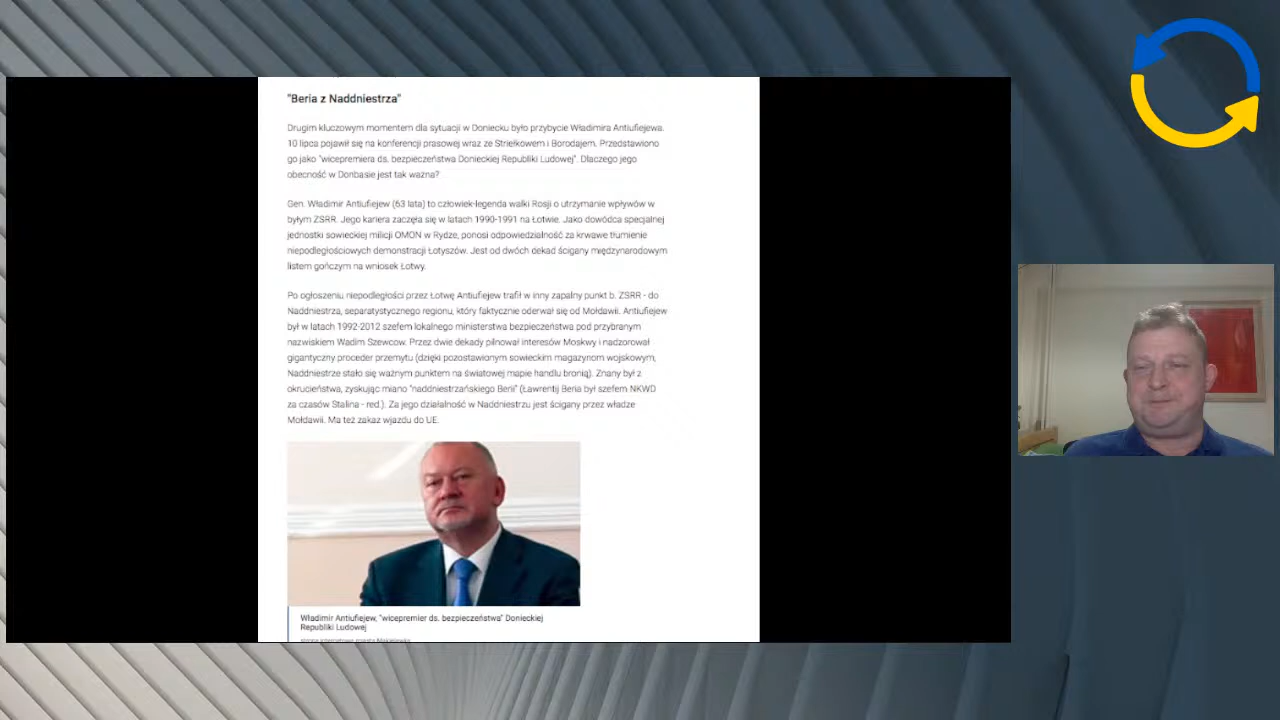 "Beria z Naddniestrza"
Drugim kluczowym momentem dla sytuacji w Doniecku było przybycie Władimira Antiufiejewa.
10 lipca pojawił się na konferencji prasowej wraz ze Striełkowem i Borodajem. Przedstawiono
go jako "wicepremiera ds. bezpieczeństwa Donieckiej Republiki Ludowej". Dlaczego jego
obecność w Donbasie jest tak ważna?
Gen. Władimir Antiufiejew (63 lata) to człowiek-legenda walki Rosji o utrzymanie wpływów w
byłym ZSRR. Jego kariera zaczęła się w latach 1990-1991 na Łotwie. Jako dowódca specjalnej
jednostki sowieckiej milicji OMON w Rydze, ponosi odpowiedzialność za krwawe tłumienie
niepodległościowych demonstracji Łotyszów. Jest od dwóch dekad ścigany międzynarodowym
listem gończym na wniosek Łotwy.
Po ogłoszeniu niepodległości przez Łotwę Antiufiejew trafił w inny zapalny punkt b. ZSRR - do
Naddniestrza, separatystycznego regionu, który faktycznie oderwał się od Mołdawii. Antiufiejew
był w latach 1992-2012 szefem lokalnego ministerstwa bezpieczeństwa pod przybranym
nazwiskiem Wadim Szewcow. Przez dwie dekady pilnował interesów Moskwy i nadzorował
gigantyczny proceder przemytu (dzięki pozostawionym sowieckim magazynom wojskowym,
Naddniestrze stało się ważnym punktem na światowej mapie handlu bronią). Znany był z
okrucieństwa, zyskując miano "naddniestrzańskiego Berii" (Ławrentij Beria był szefem NKWD
za czasów Stalina - red.). Za jego działalność w Naddniestrzu jest ścigany przez władze
Mołdawii. Ma też zakaz wjazdu do UE.
Władimir Antiufiejew, "wicepremier ds. bezpieczeństwa" Donieckiej
Republiki Ludowej